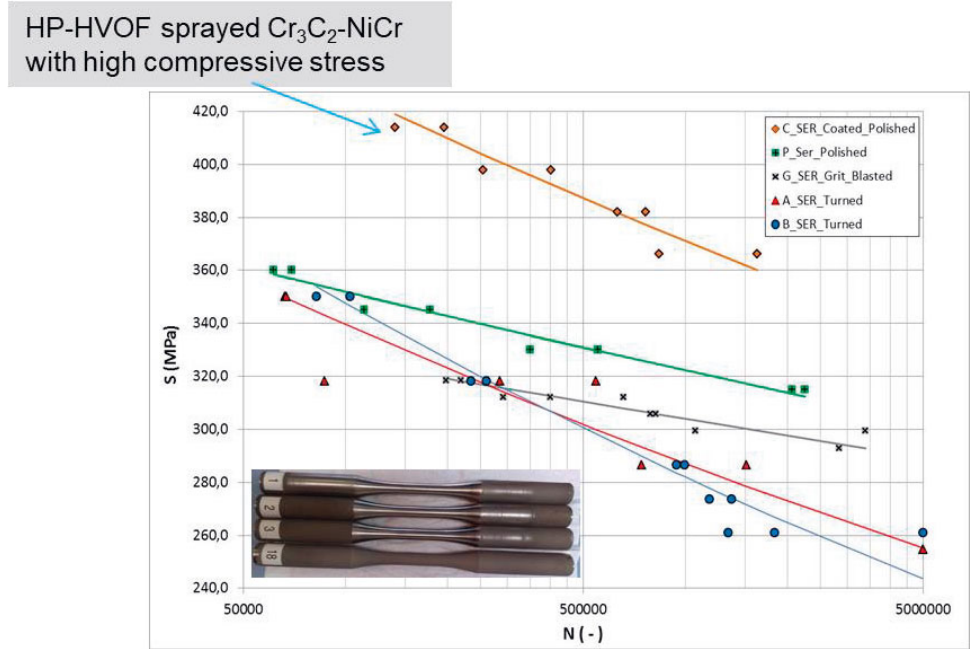 HP-HVOF sprayed Cr₃C₂-NiCr
with high compressive stress
420,0
400,0
380,0
360,0
340,0
320,0
300,0
280,0
260,0
240,0
S (MPa)
C_SER_Coated_Polished
P_Ser_Polished
G_SER_Grit_Blasted
A_SER_Turned
B_SER_Turned
1
2
3
18
50000
500000
5000000
N ( - )